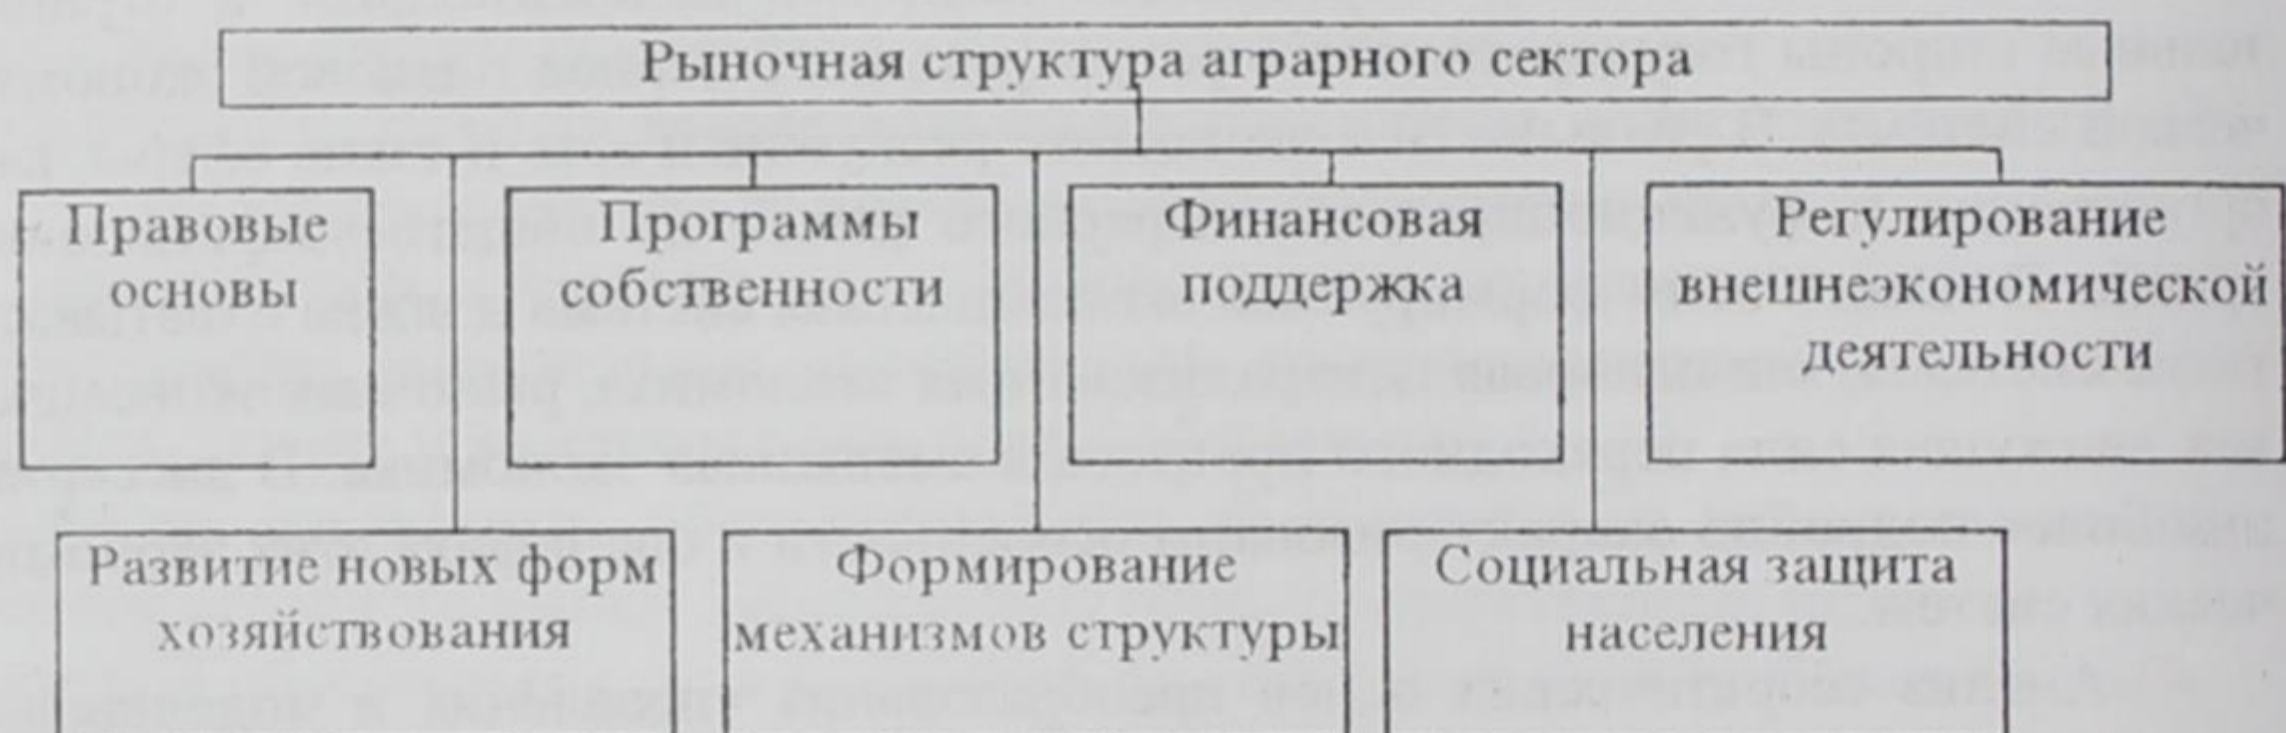 Рыночная структура аграрного сектора
Правовые
основы
Программы
собственности
Финансовая
поддержка
Регулирование
внешнеэкономической
деятельности
Развитие новых форм
хозяйствования
Формирование
механизмов структуры
Социальная защита
населения